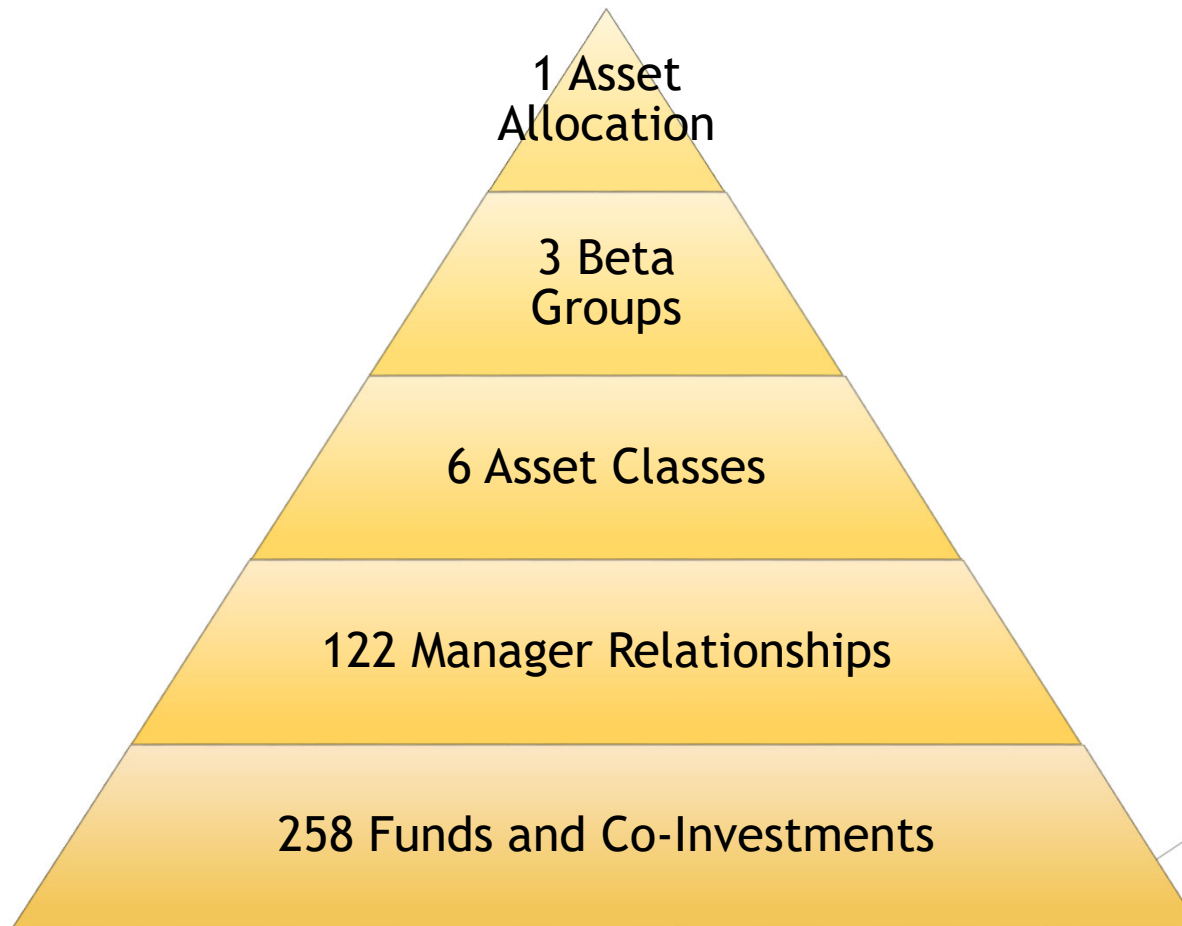 1 Asset
Allocation
3 Beta
Groups
6 Asset Classes
122 Manager Relationships
258 Funds and Co-Investments